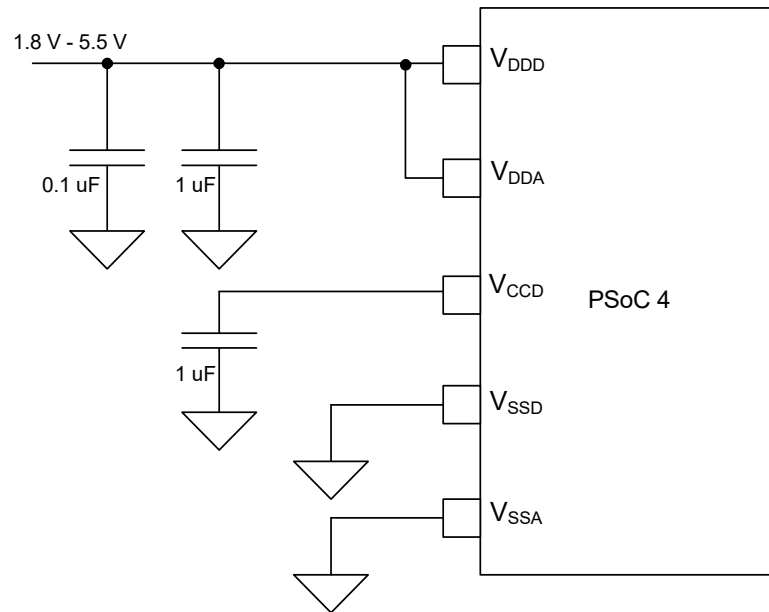 1.8 V - 5.5 V
V_DDD
0.1 uF
1 uF
V_DDA
V_CCD
PSoC 4
1 uF
V_SSD
V_SSA